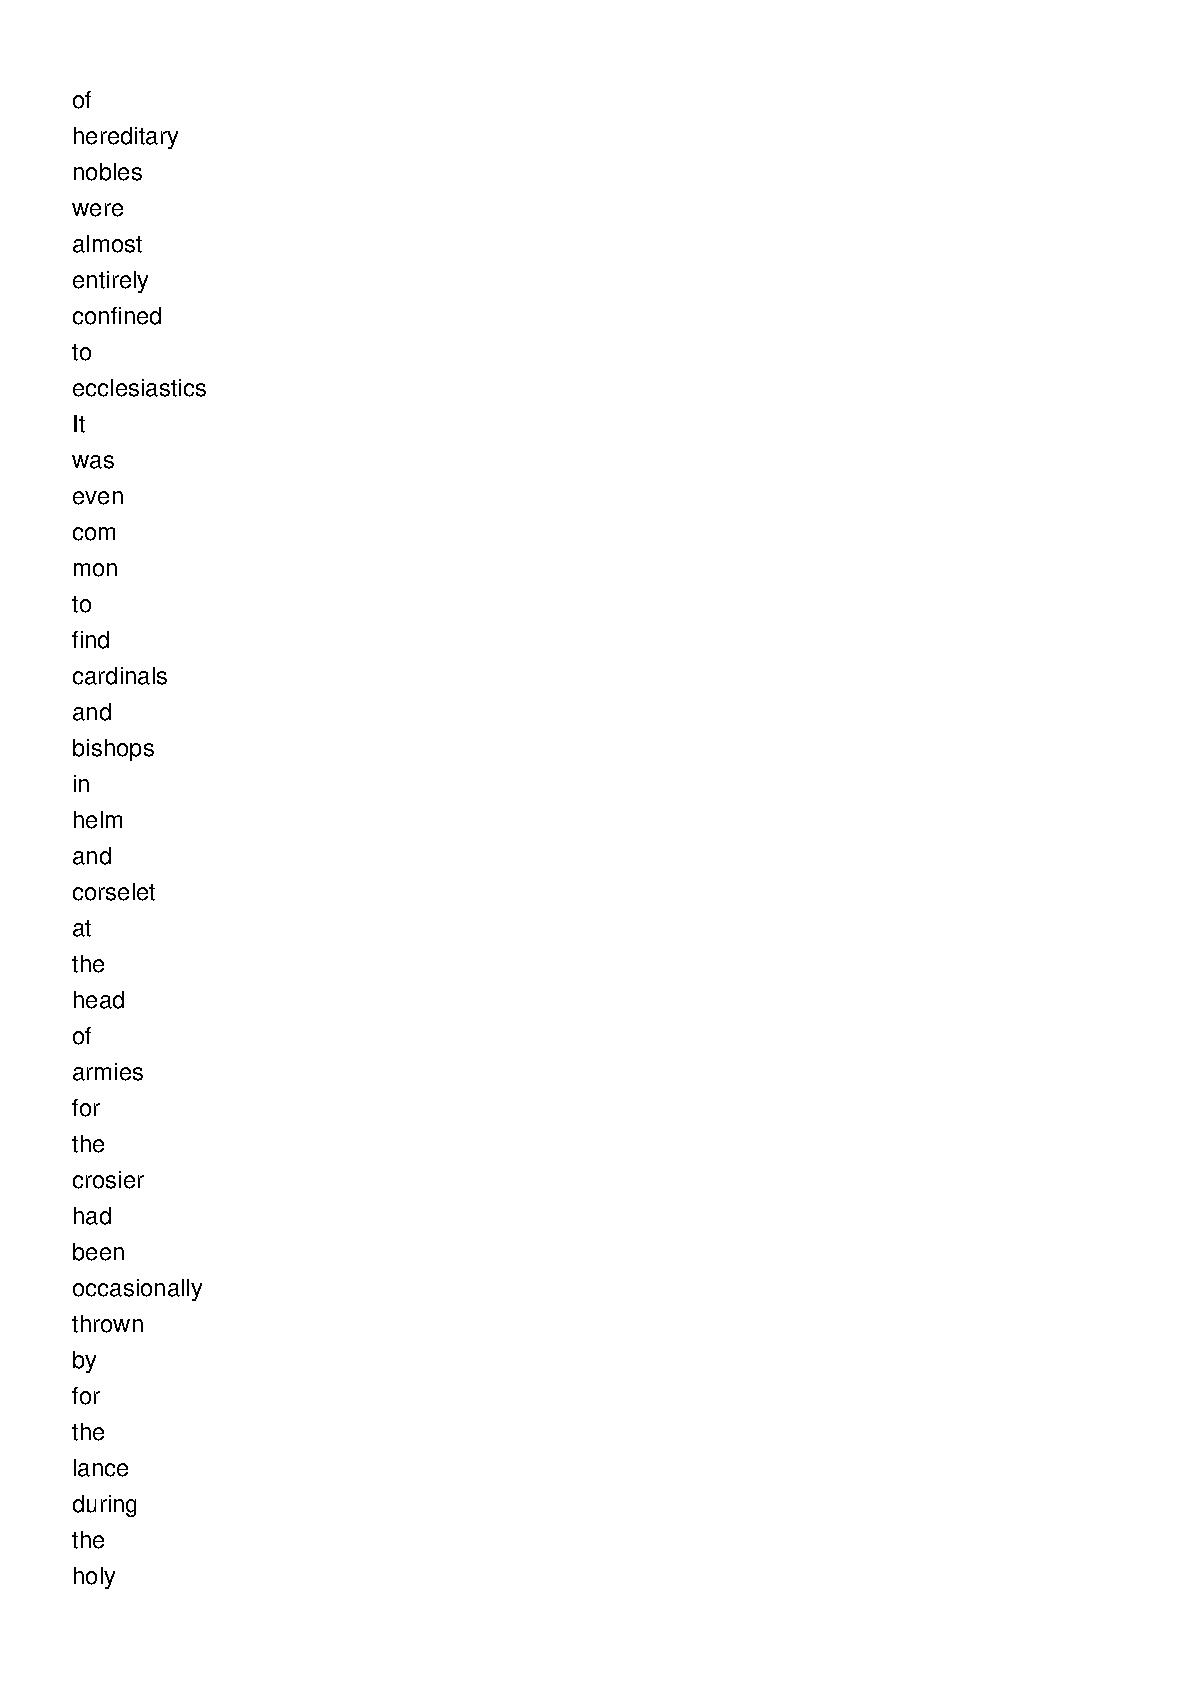 of
hereditary
nobles
were
almost
entirely
confined
to
ecclesiastics
It
was
even
com
mon
to
find
cardinals
and
bishops
in
helm
and
corselet
at
the
head
of
armies
for
the
crosier
had
been
occasionally
thrown
by
for
the
lance
during
the
holy